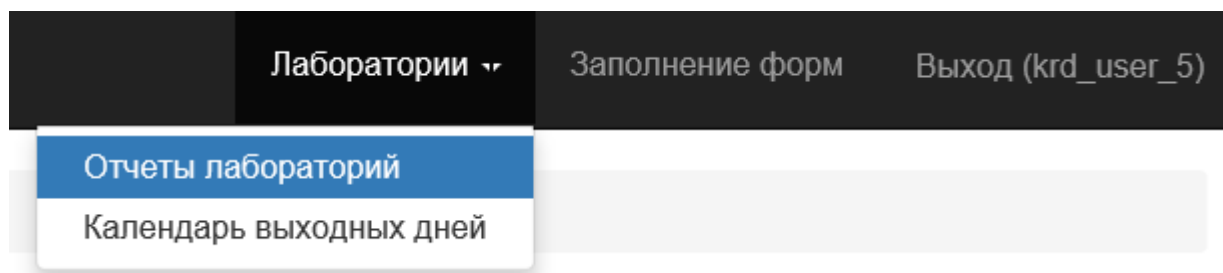 Лаборатории Заполнение форм Выход (krd_user_5)
Отчеты лабораторий
Календарь выходных дней